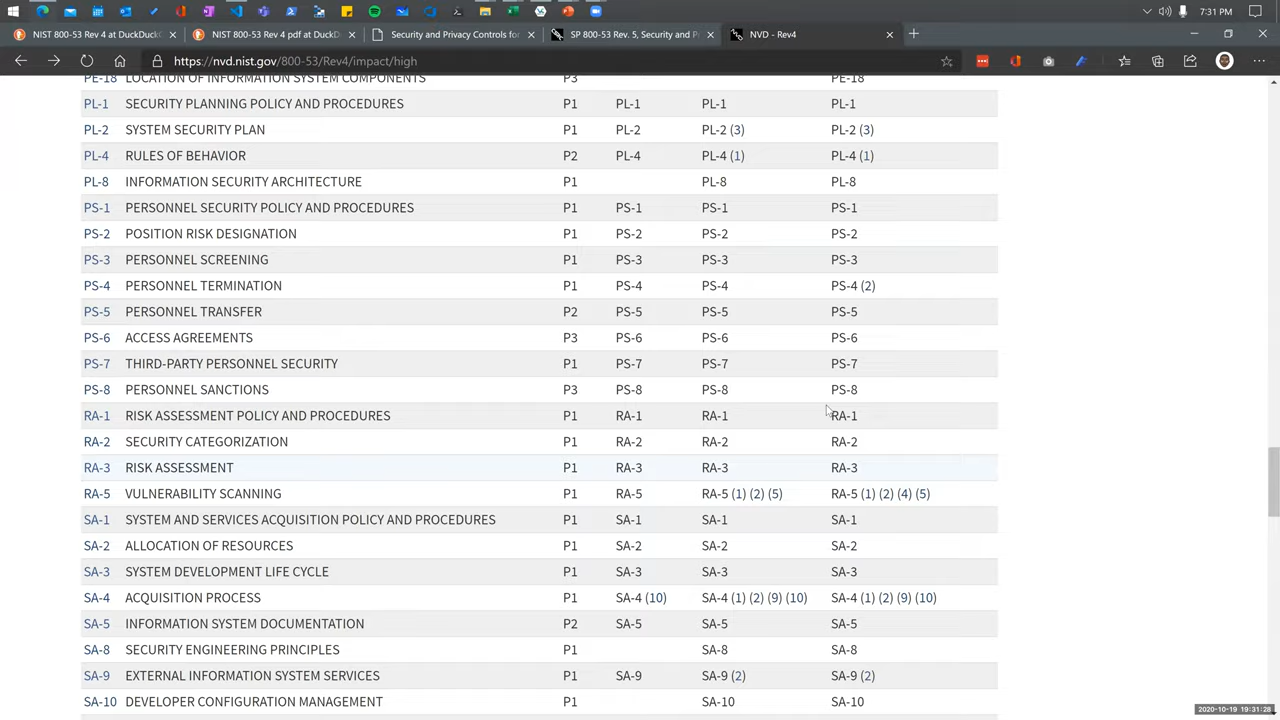 7:31 PM
NIST 800-53 Rev 4 at DuckDuckC
NIST 800-53 Rev 4 pdf at DuckD
Security and Privacy Controls for
SP 800-53 Rev. 5, Security and P
NVD - Rev4
https://nvd.nist.gov/800-53/Rev4/impact/high
PE-18 LOCATION OF INFORMATION SYSTEM COMPONENTS P3 PE-18
PL-1 SECURITY PLANNING POLICY AND PROCEDURES P1 PL-1 PL-1 PL-1
PL-2 SYSTEM SECURITY PLAN P1 PL-2 PL-2 (3) PL-2 (3)
PL-4 RULES OF BEHAVIOR P2 PL-4 PL-4 (1) PL-4 (1)
PL-8 INFORMATION SECURITY ARCHITECTURE P1 PL-8 PL-8
PS-1 PERSONNEL SECURITY POLICY AND PROCEDURES P1 PS-1 PS-1 PS-1
PS-2 POSITION RISK DESIGNATION P1 PS-2 PS-2 PS-2
PS-3 PERSONNEL SCREENING P1 PS-3 PS-3 PS-3
PS-4 PERSONNEL TERMINATION P1 PS-4 PS-4 PS-4 (2)
PS-5 PERSONNEL TRANSFER P2 PS-5 PS-5 PS-5
PS-6 ACCESS AGREEMENTS P3 PS-6 PS-6 PS-6
PS-7 THIRD-PARTY PERSONNEL SECURITY P1 PS-7 PS-7 PS-7
PS-8 PERSONNEL SANCTIONS P3 PS-8 PS-8 PS-8
RA-1 RISK ASSESSMENT POLICY AND PROCEDURES P1 RA-1 RA-1 RA-1
RA-2 SECURITY CATEGORIZATION P1 RA-2 RA-2 RA-2
RA-3 RISK ASSESSMENT P1 RA-3 RA-3 RA-3
RA-5 VULNERABILITY SCANNING P1 RA-5 RA-5 (1) (2) (5) RA-5 (1) (2) (4) (5)
SA-1 SYSTEM AND SERVICES ACQUISITION POLICY AND PROCEDURES P1 SA-1 SA-1 SA-1
SA-2 ALLOCATION OF RESOURCES P1 SA-2 SA-2 SA-2
SA-3 SYSTEM DEVELOPMENT LIFE CYCLE P1 SA-3 SA-3 SA-3
SA-4 ACQUISITION PROCESS P1 SA-4 (10) SA-4 (1) (2) (9) (10) SA-4 (1) (2) (9) (10)
SA-5 INFORMATION SYSTEM DOCUMENTATION P2 SA-5 SA-5 SA-5
SA-8 SECURITY ENGINEERING PRINCIPLES P1 SA-8 SA-8
SA-9 EXTERNAL INFORMATION SYSTEM SERVICES P1 SA-9 SA-9 (2) SA-9 (2)
SA-10 DEVELOPER CONFIGURATION MANAGEMENT P1 SA-10 SA-10
2020-10-19 19:31:28